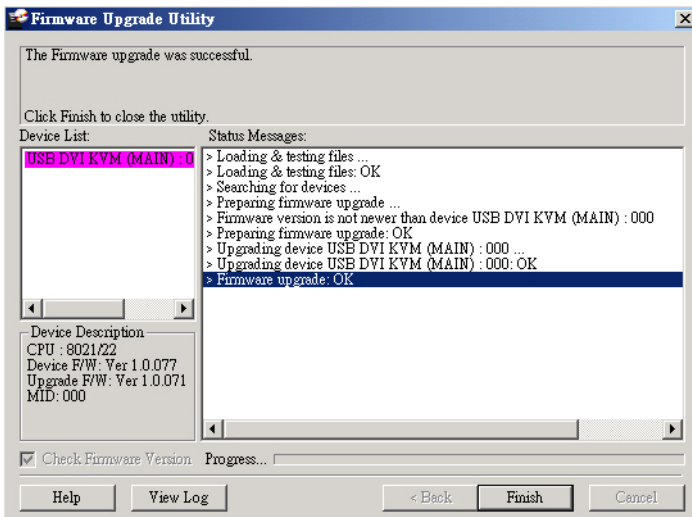 Firmware Upgrade Utility
The Firmware upgrade was successful.
Click Finish to close the utility.
Device List:
USB DVI KVM (MAIN) : 0
Status Messages:
> Loading & testing files ...
> Loading & testing files: OK
> Searching for devices ...
> Preparing firmware upgrade ...
> Firmware version is not newer than device USB DVI KVM (MAIN) : 000
> Preparing firmware upgrade: OK
> Upgrading device USB DVI KVM (MAIN) : 000 ...
> Upgrading device USB DVI KVM (MAIN) : 000: OK
> Firmware upgrade: OK
Device Description
CPU : 8021/22
Device F/W: Ver 1.0.077
Upgrade F/W: Ver 1.0.071
MID: 000
Check Firmware Version Progress...
Help View Log < Back Finish Cancel